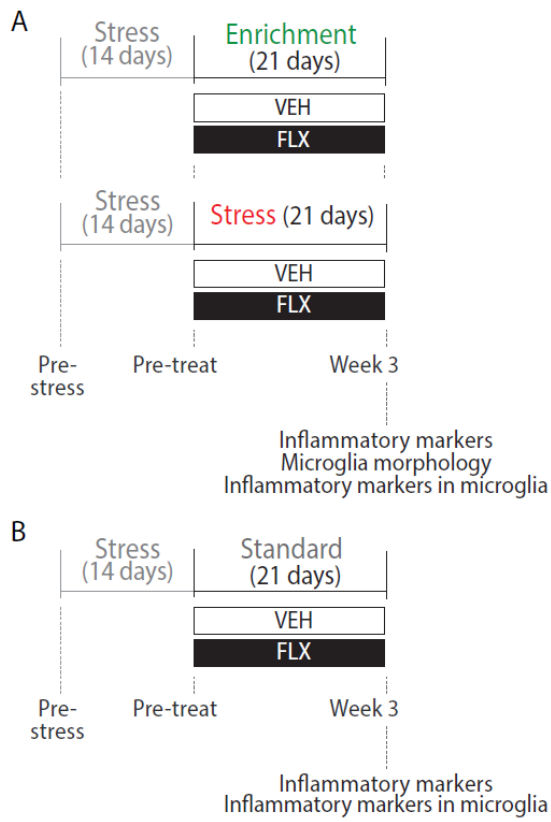 A
Stress
(14 days)
Enrichment
(21 days)
VEH
FLX
Stress
(14 days)
Stress (21 days)
VEH
FLX
Pre-
stress
Pre-treat
Week 3
Inflammatory markers
Microglia morphology
Inflammatory markers in microglia
B
Stress
(14 days)
Standard
(21 days)
VEH
FLX
Pre-
stress
Pre-treat
Week 3
Inflammatory markers
Inflammatory markers in microglia